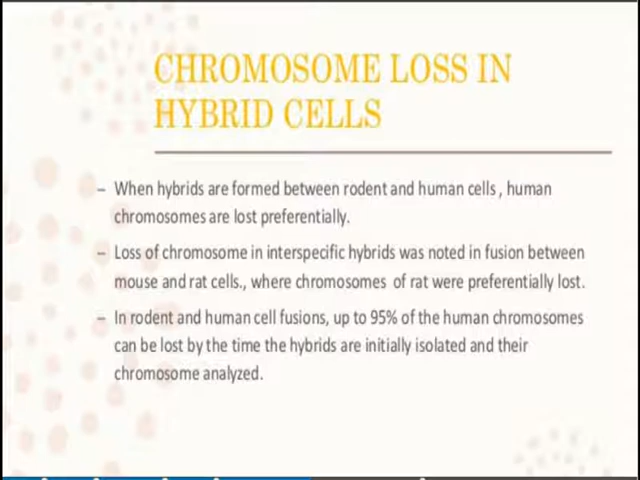 CHROMOSOME LOSS IN
HYBRID CELLS
– When hybrids are formed between rodent and human cells , human
chromosomes are lost preferentially.
– Loss of chromosome in interspecific hybrids was noted in fusion between
mouse and rat cells., where chromosomes of rat were preferentially lost.
– In rodent and human cell fusions, up to 95% of the human chromosomes
can be lost by the time the hybrids are initially isolated and their
chromosome analyzed.